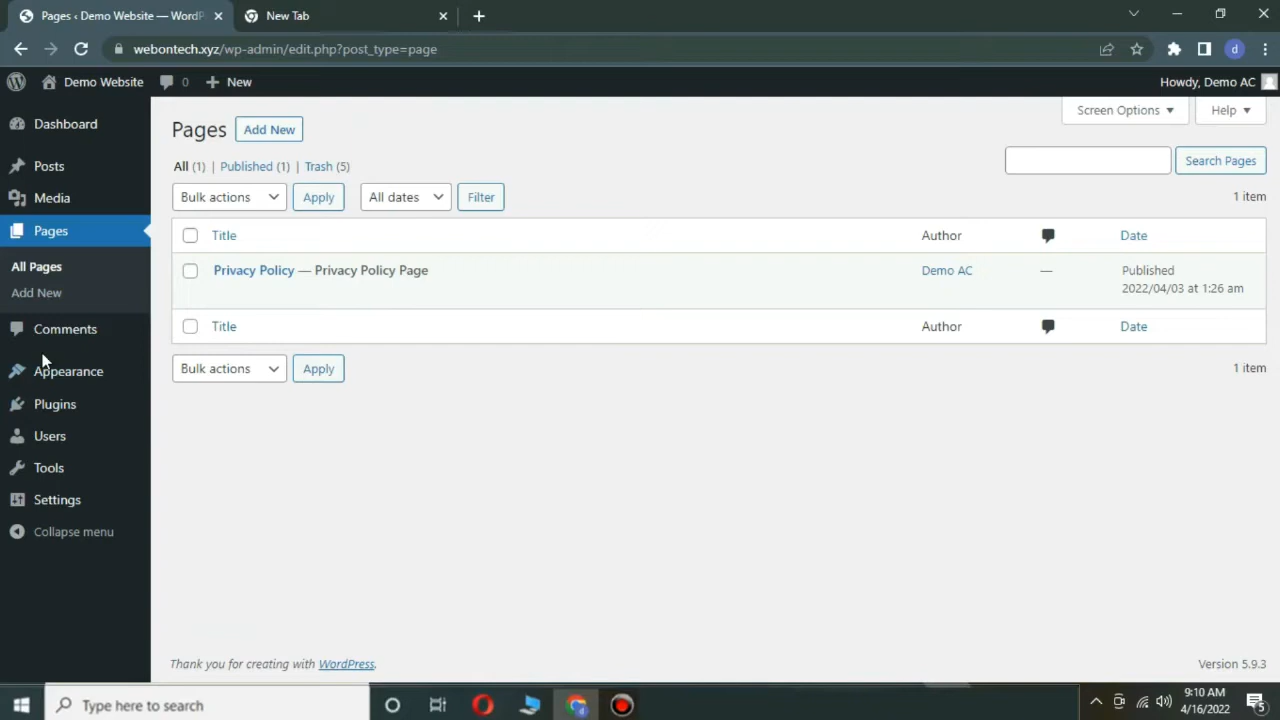 Pages ‹ Demo Website — WordP
New Tab
webontech.xyz/wp-admin/edit.php?post_type=page
d
Demo Website
0
New
Howdy, Demo AC
Dashboard
Posts
Media
Pages
All Pages
Add New
Comments
Appearance
Plugins
Users
Tools
Settings
Collapse menu
Screen Options
Help
Pages
Add New
All (1) | Published (1) | Trash (5)
Search Pages
Bulk actions
Apply
All dates
Filter
1 item
Title
Author
Date
Privacy Policy — Privacy Policy Page
Demo AC
—
Published
2022/04/03 at 1:26 am
Title
Author
Date
Bulk actions
Apply
1 item
Thank you for creating with WordPress.
Version 5.9.3
Type here to search
d
9:10 AM
4/16/2022
5